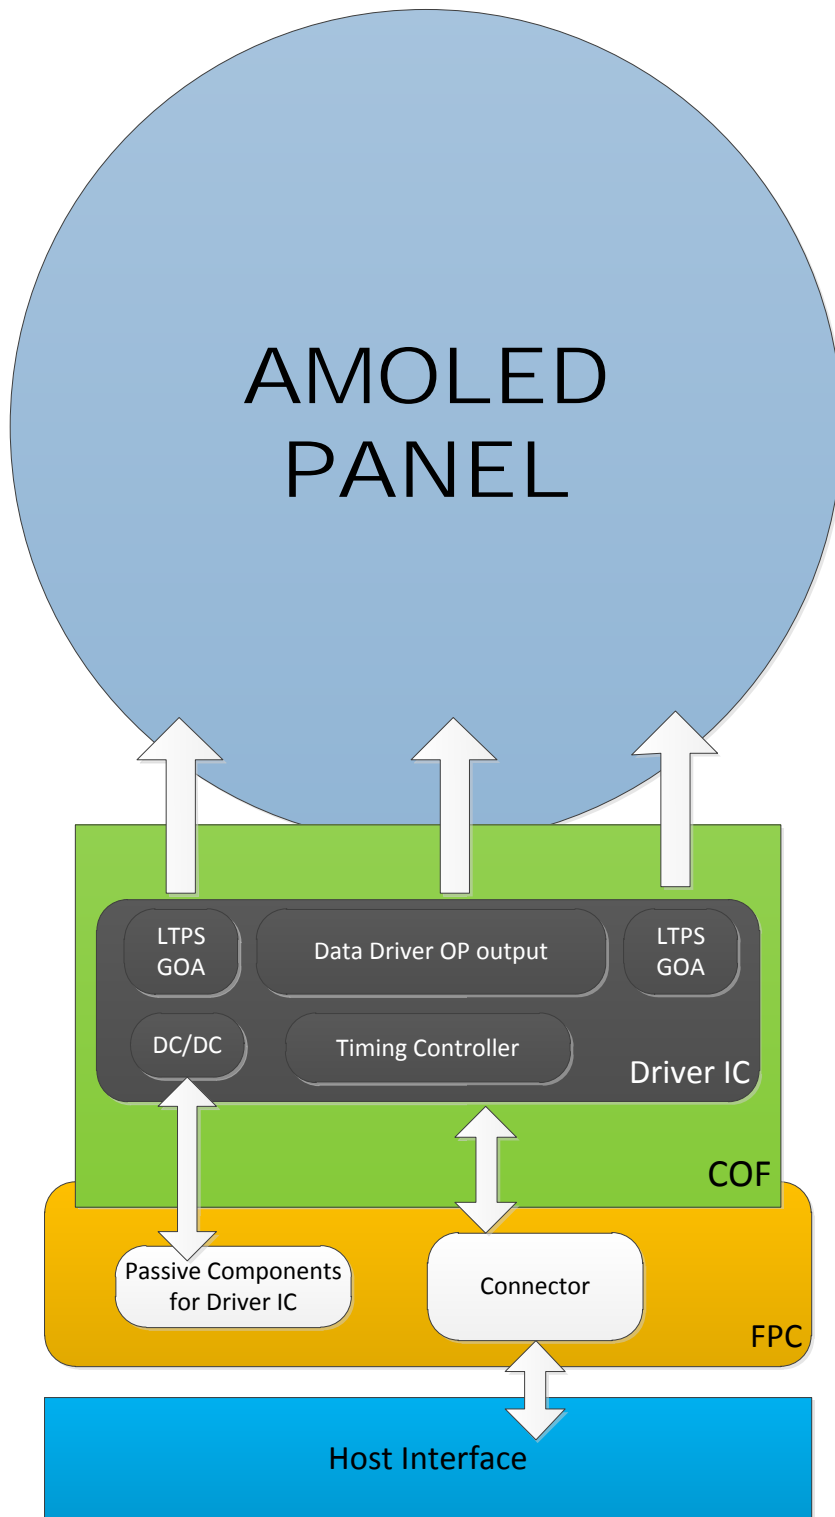 AMOLED
PANEL
LTPS
GOA
Data Driver OP output
LTPS
GOA
DC/DC
Timing Controller
Driver IC
COF
Passive Components
for Driver IC
Connector
FPC
Host Interface